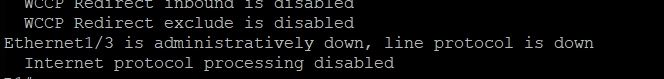 WCCP Redirect inbound is disabled
WCCP Redirect exclude is disabled
Ethernet1/3 is administratively down, line protocol is down
Internet protocol processing disabled